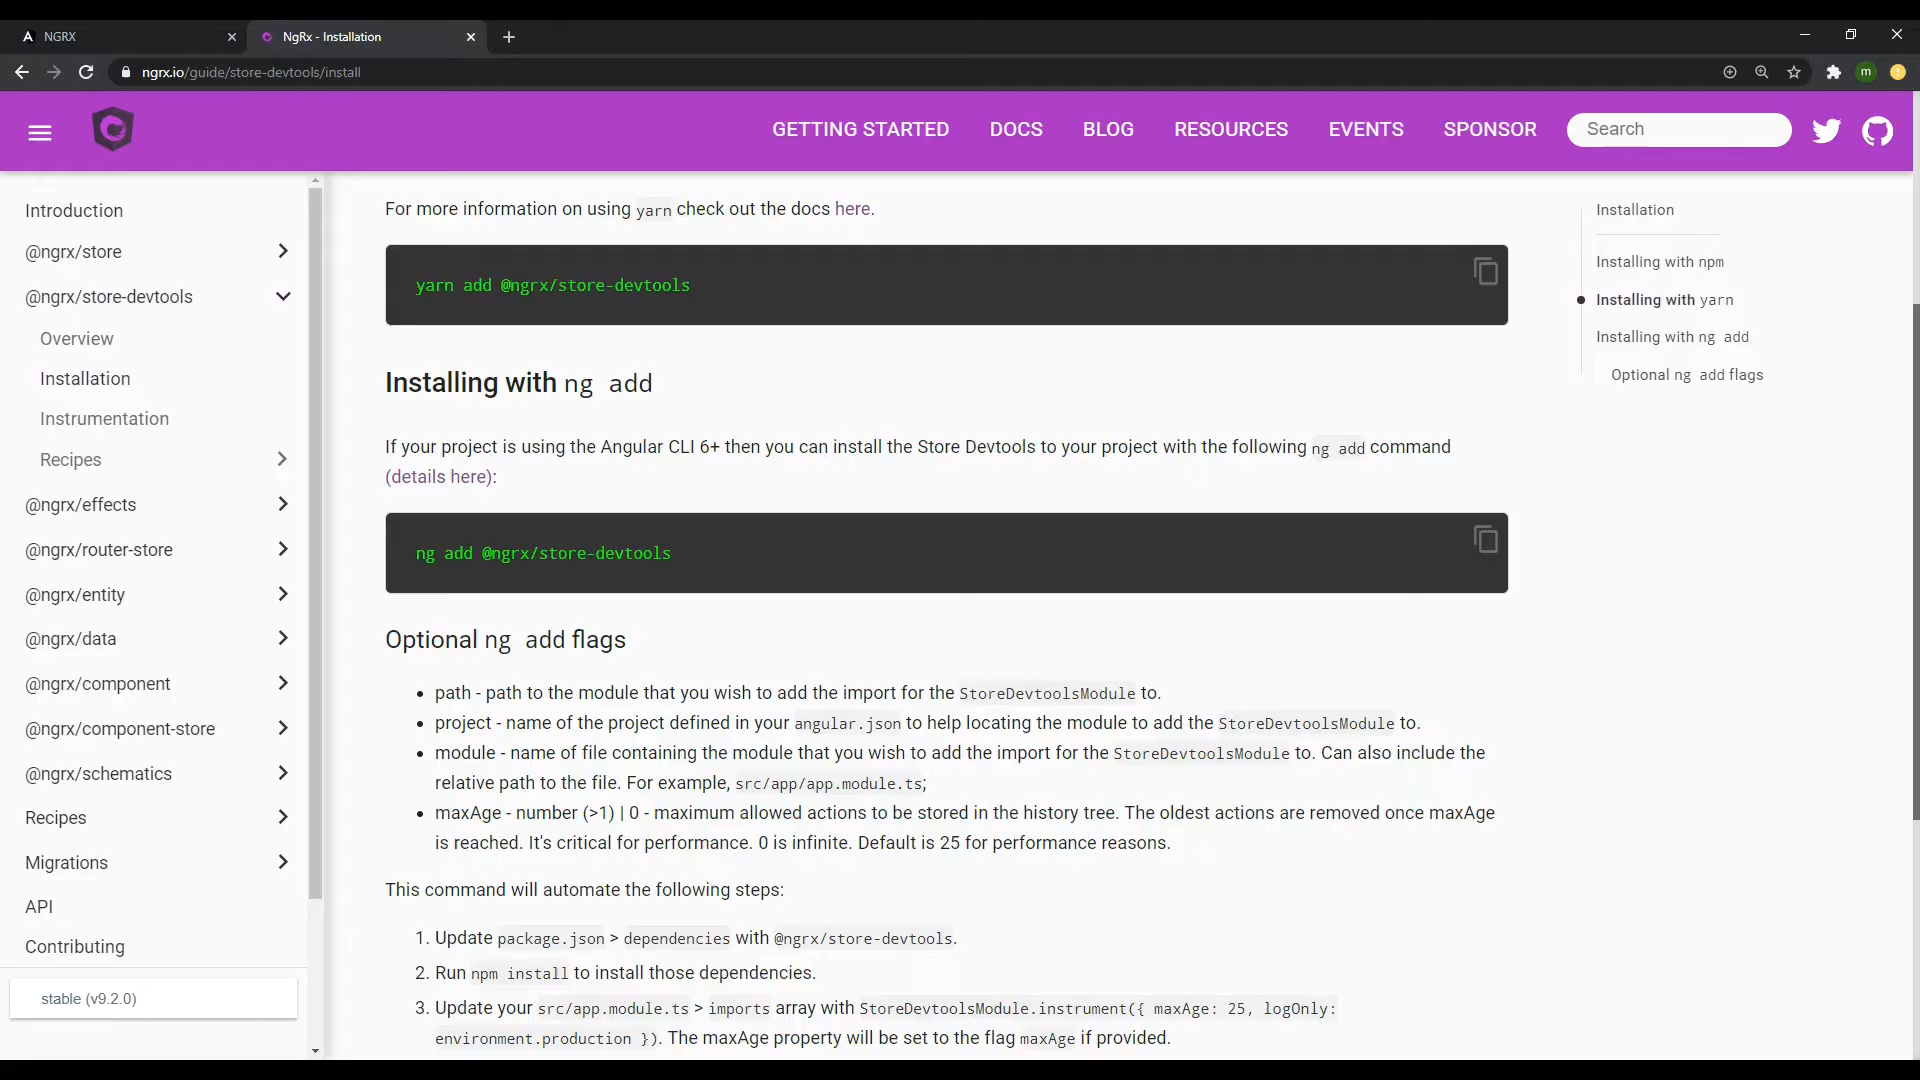 NGRX
NgRx - Installation
ngrx.io/guide/store-devtools/install
m
GETTING STARTED
DOCS
BLOG
RESOURCES
EVENTS
SPONSOR
Search
Introduction
@ngrx/store
@ngrx/store-devtools
Overview
Installation
Instrumentation
Recipes
@ngrx/effects
@ngrx/router-store
@ngrx/entity
@ngrx/data
@ngrx/component
@ngrx/component-store
@ngrx/schematics
Recipes
Migrations
API
Contributing
stable (v9.2.0)
For more information on using yarn check out the docs here.
yarn add @ngrx/store-devtools
Installing with ng add
If your project is using the Angular CLI 6+ then you can install the Store Devtools to your project with the following ng add command
(details here):
ng add @ngrx/store-devtools
Optional ng add flags
• path - path to the module that you wish to add the import for the StoreDevtoolsModule to.
• project - name of the project defined in your angular.json to help locating the module to add the StoreDevtoolsModule to.
• module - name of file containing the module that you wish to add the import for the StoreDevtoolsModule to. Can also include the
relative path to the file. For example, src/app/app.module.ts;
• maxAge - number (>1) | 0 - maximum allowed actions to be stored in the history tree. The oldest actions are removed once maxAge
is reached. It's critical for performance. 0 is infinite. Default is 25 for performance reasons.
This command will automate the following steps:
1. Update package.json > dependencies with @ngrx/store-devtools.
2. Run npm install to install those dependencies.
3. Update your src/app.module.ts > imports array with StoreDevtoolsModule.instrument({ maxAge: 25, logOnly:
environment.production }). The maxAge property will be set to the flag maxAge if provided.
Installation
Installing with npm
Installing with yarn
Installing with ng add
Optional ng add flags